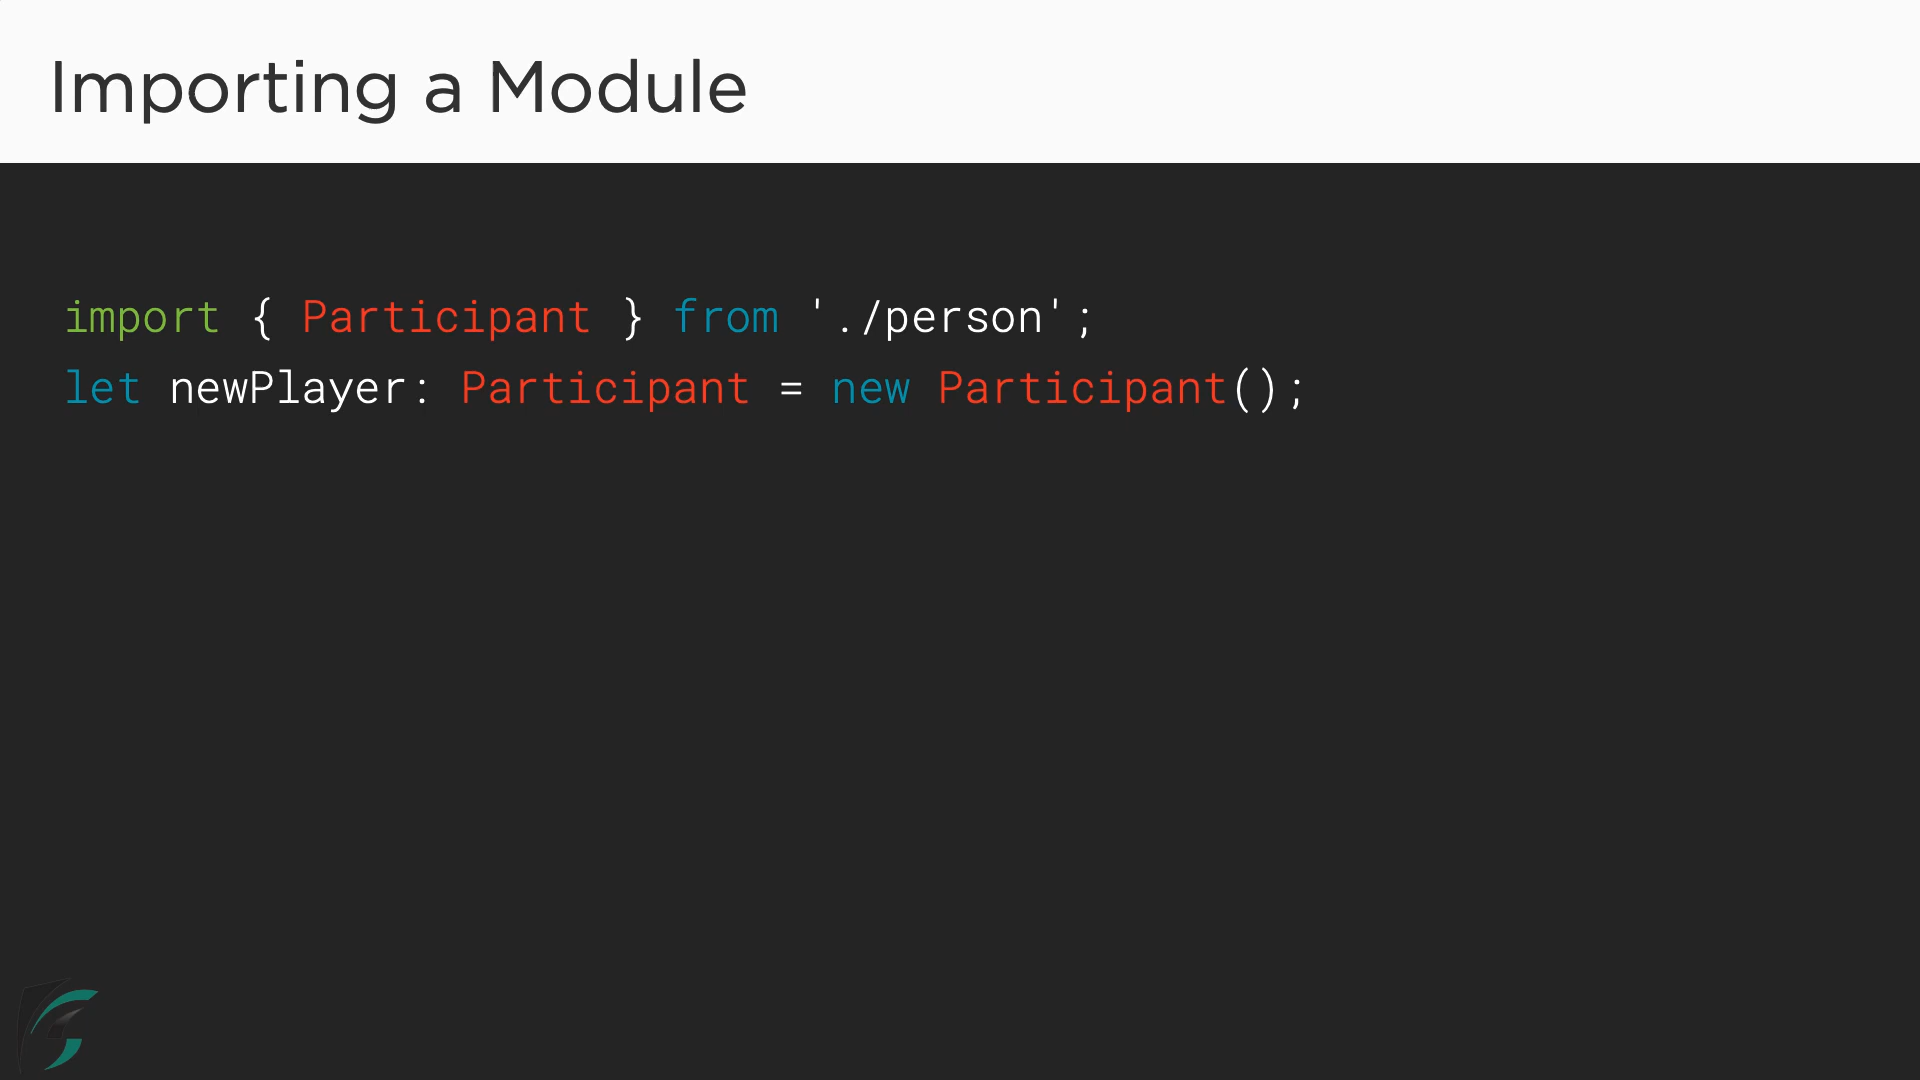 Importing a Module
import { Participant } from './person';
let newPlayer: Participant = new Participant();